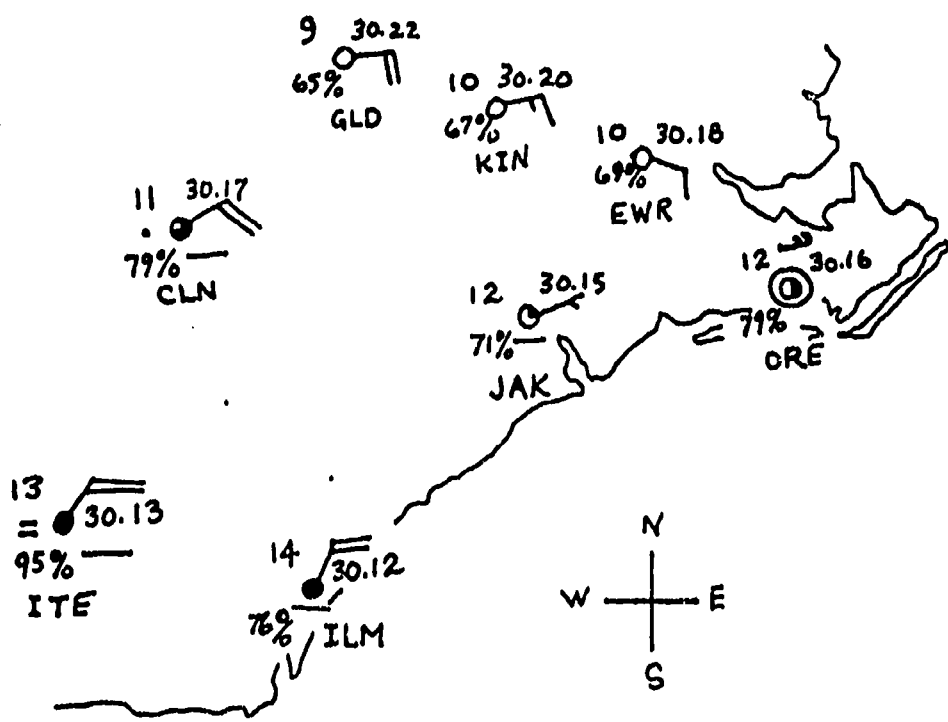 9 30.22
65%
GLD
10 30.20
67%
KIN
10 30.18
69%
EWR
11 30.17
79%
CLN
12 30.16
79%
ORE
12 30.15
71%
JAK
13 30.13
95%
ITE
14 30.12
76%
ILM
N
W E
S